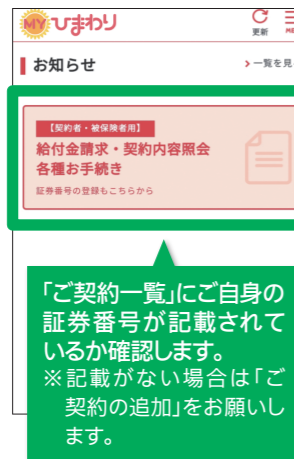 MYひまわり
更新
お知らせ
一覧を見
【契約者・被保険者用】
給付金請求・契約内容照会
各種お手続き
証券番号の登録もこちらから
「ご契約一覧」にご自身の
証券番号が記載されて
いるか確認します。
※記載がない場合は「ご
契約の追加」をお願いし
ます。